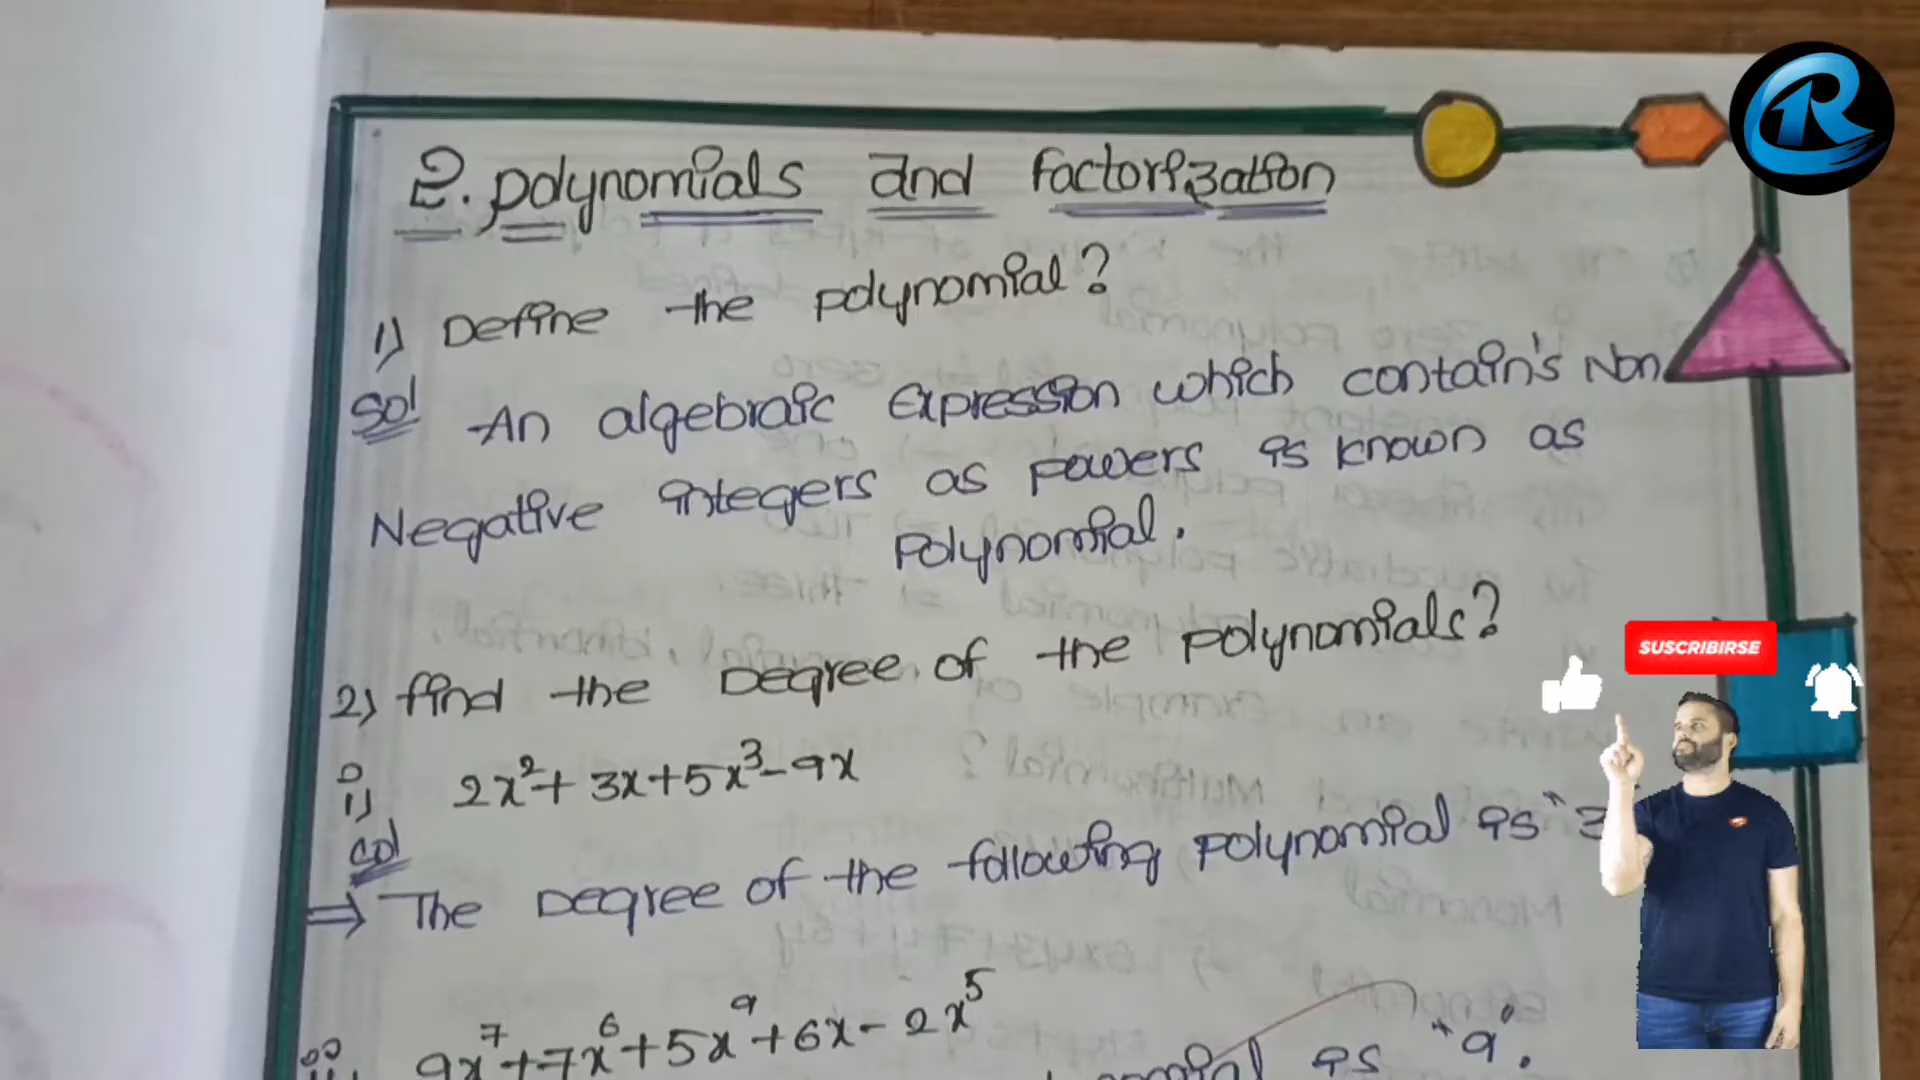 2. polynomials and factorization
1) Define the polynomial?
Sol An algebraic Expression which contain's Non
Negative integers as powers is known as
polynomial.
2) find the Degree of the polynomials?
SUSCRIBIRSE
i) 2x²+3x+5x³-9x
Sol
⇒ The Degree of the following polynomial is "3
ii) 9x⁷+7x⁶+5x⁹+6x-2x⁵
is "9".